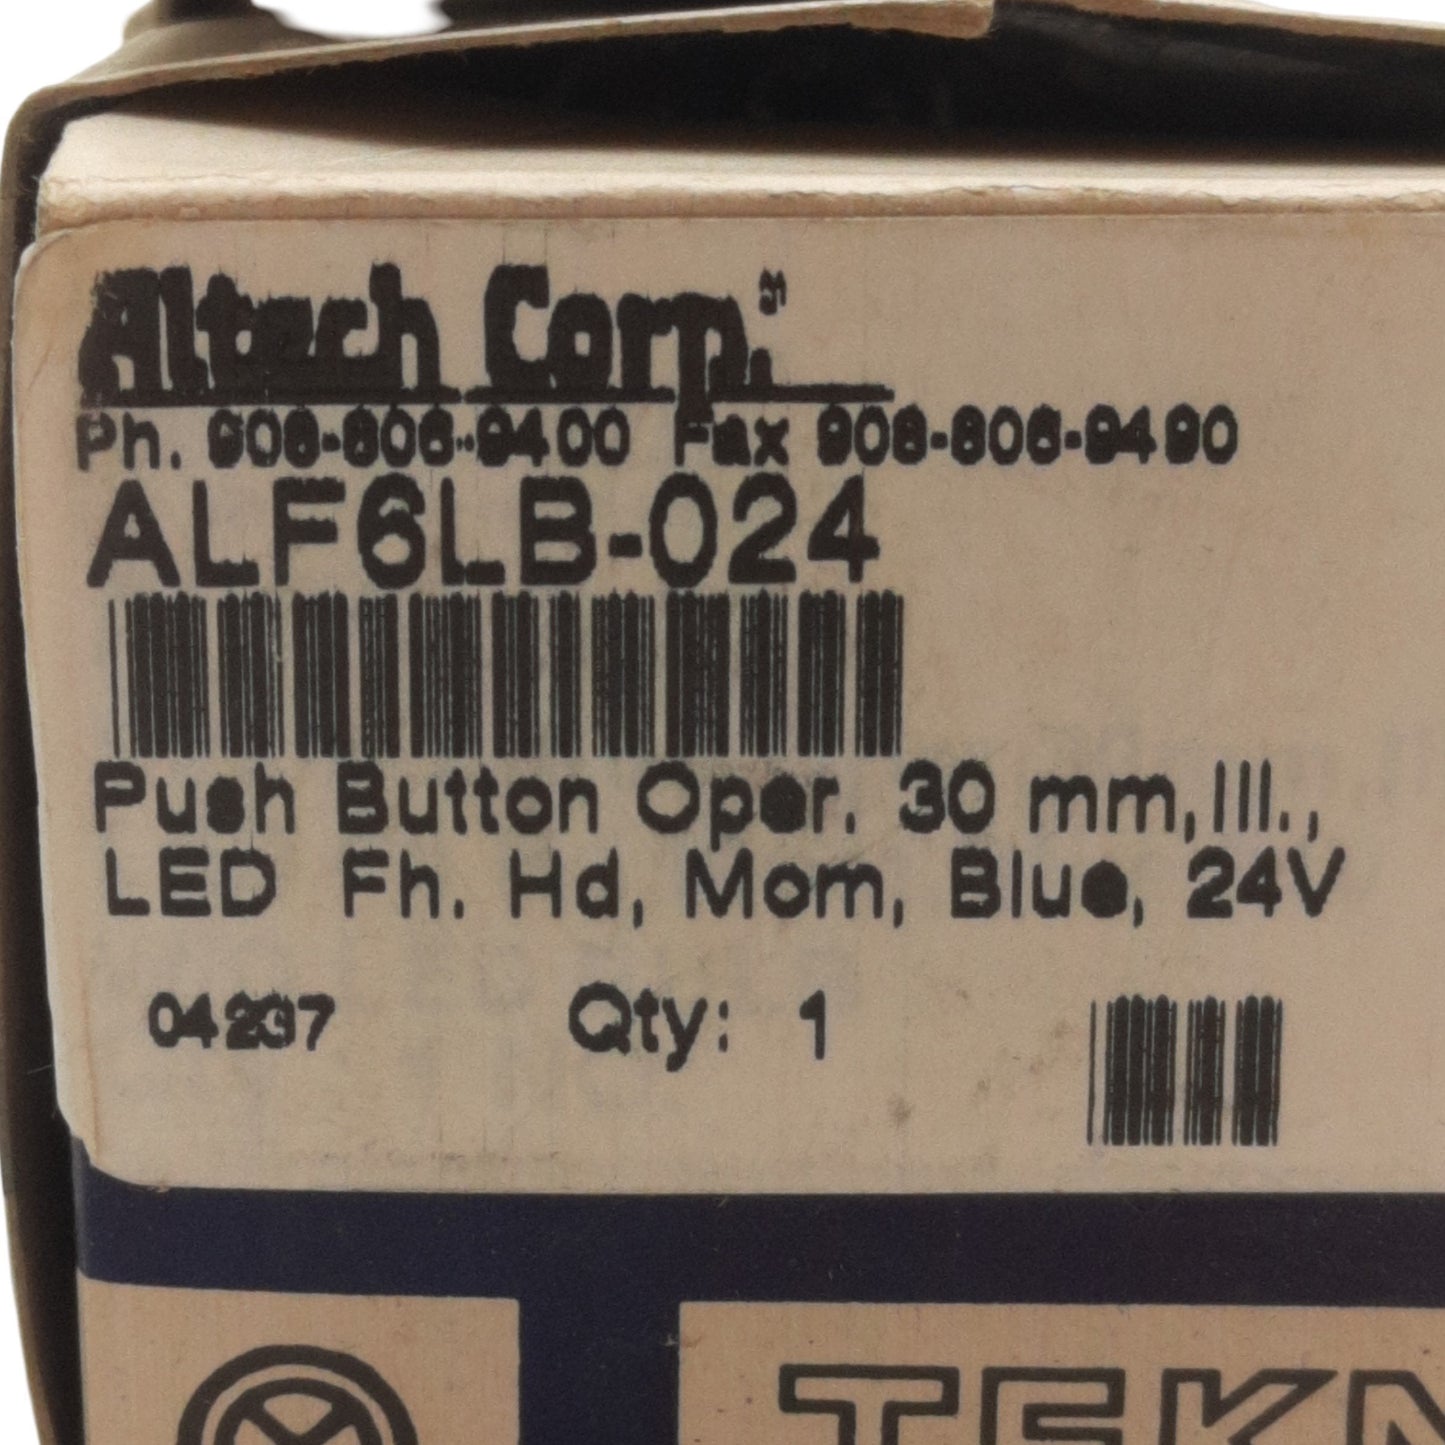 Altech Corp.
Ph. 908-806-9400 Fax 908-806-9490
ALF6LB-024
Push Button Oper. 30 mm,Ill.,
LED Fh. Hd, Mom, Blue, 24V
04237 Qty: 1
TEKN